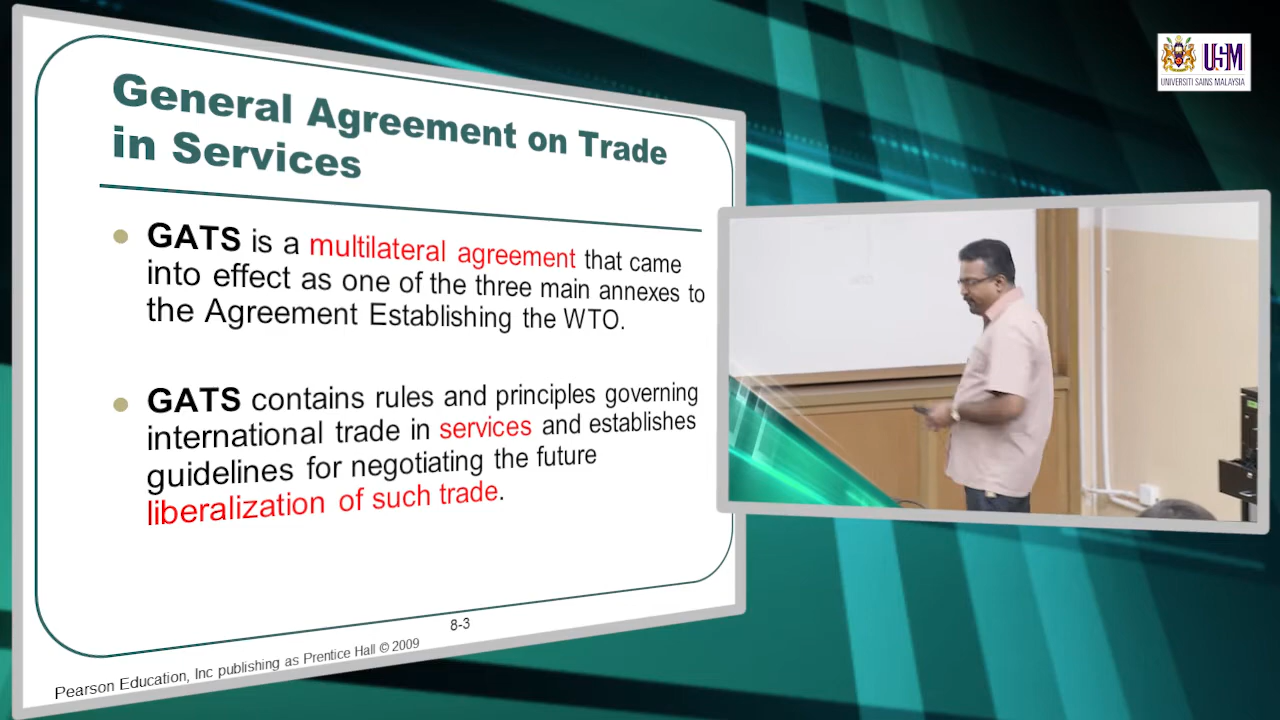 General Agreement on Trade
in Services
GATS is a multilateral agreement that came
into effect as one of the three main annexes to
the Agreement Establishing the WTO.
GATS contains rules and principles governing
international trade in services and establishes
guidelines for negotiating the future
liberalization of such trade.
8-3
Pearson Education, Inc publishing as Prentice Hall © 2009
USM
UNIVERSITI SAINS MALAYSIA